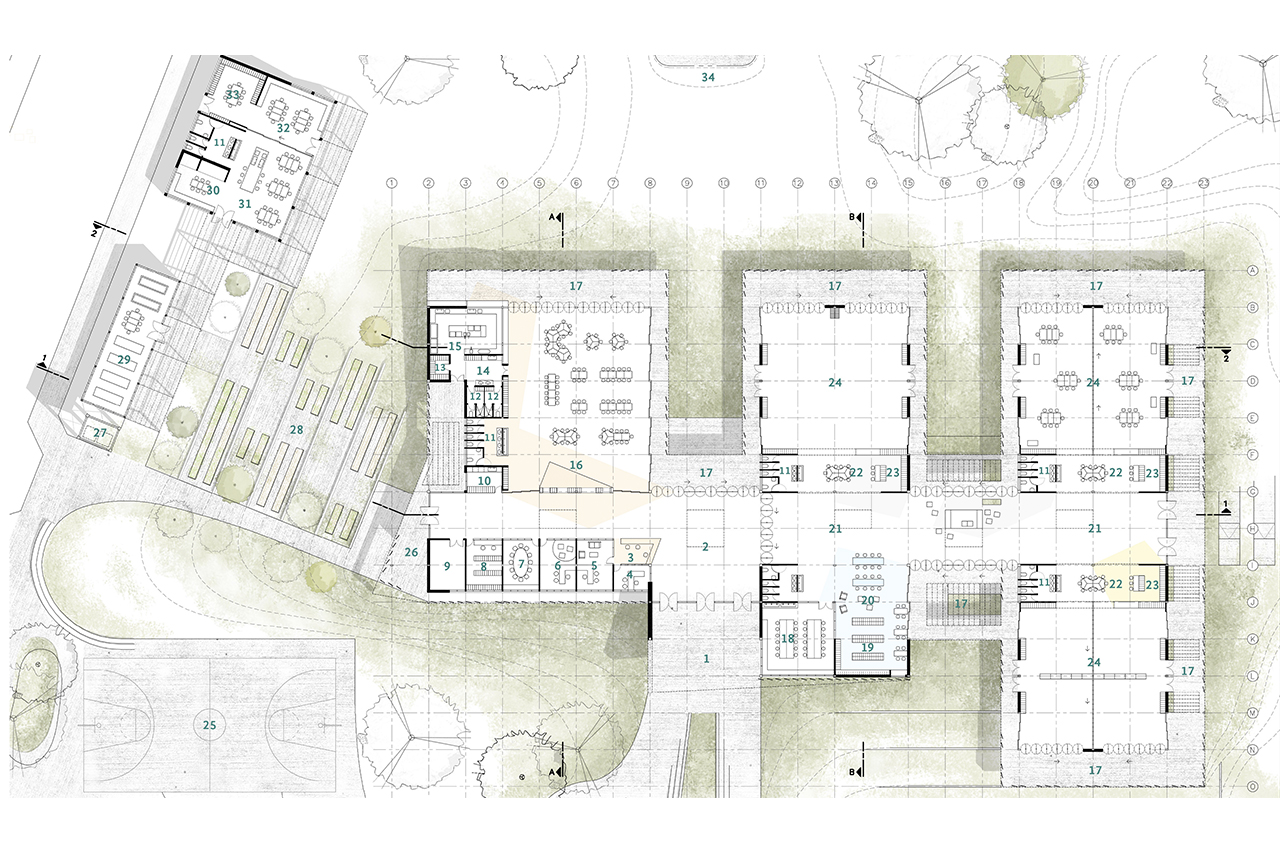 34
33
32
11
30
31
2
1 2 3 4 5 6 7 8 9 10 11 12 13 14 15 16 17 18 19 20 21 22 23
A B
A
17 17 17
B
15
C
1 2
29 13 14
24 24 17
D
12 12
E
27 28
11
F
16
17
10
11 22 23 11 22 23
G
1
26 2 21 21
H
9 8 7 6 5 3
I
4
11 22 23
20 17
J
18 19
K
1 24 17
L
25
M
N
A B
17
O